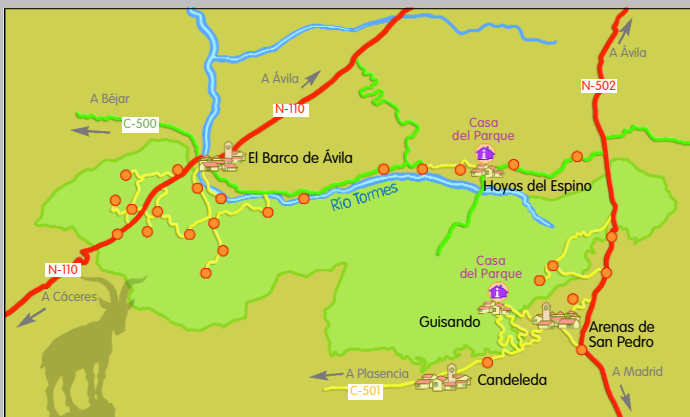 A Ávila
A Ávila
N-502
A Béjar
N-110
C-500
Casa
del Parque
El Barco de Ávila
Hoyos del Espino
Río Tormes
Casa
del Parque
N-110
A Cáceres
Guisando
Arenas de
San Pedro
A Plasencia
Candeleda
A Madrid
C-501